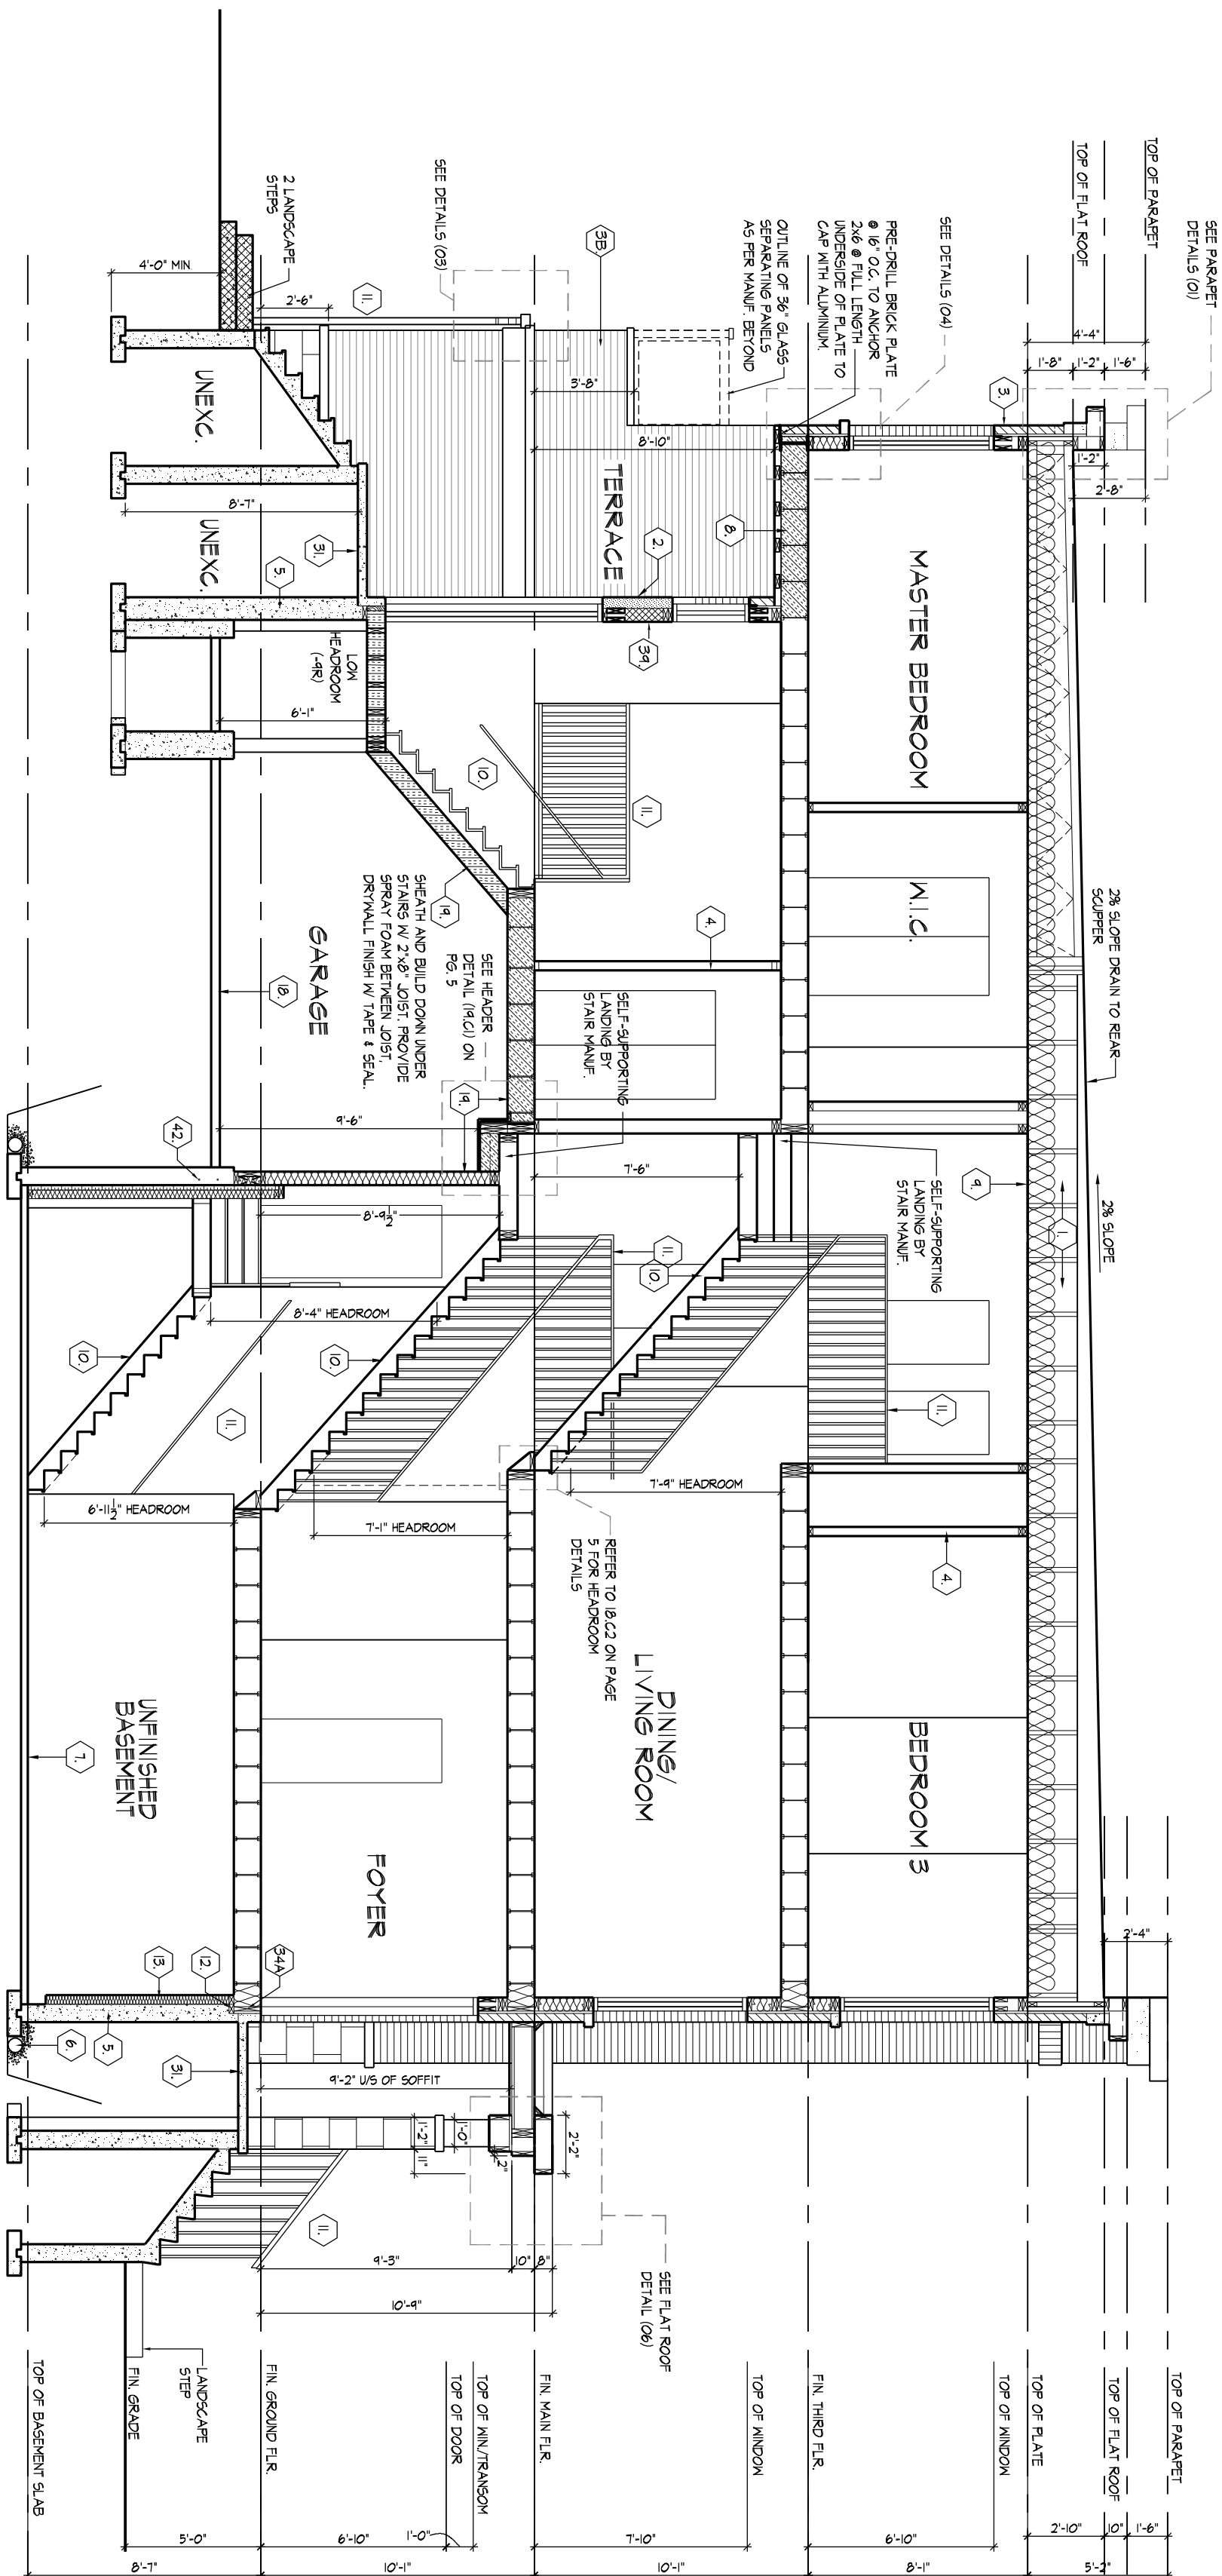 SEE PARAPET
DETAILS (01)
TOP OF PARAPET
TOP OF FLAT ROOF
4'-4"
1'-8"
1'-2"
1'-6"
1'-2"
2'-8"
3.
SEE DETAILS (04)
PRE-DRILL BRICK PLATE
@ 16" O.C. TO ANCHOR
2x6 @ FULL LENGTH
UNDERSIDE OF PLATE TO
CAP WITH ALUMINIUM.
OUTLINE OF 36" GLASS
SEPARATING PANELS
AS PER MANUF. BEYOND
3B
SEE DETAILS (03)
11.
2 LANDSCAPE
STEPS
4'-0" MIN.
2'-6"
3'-8"
8'-10"
TERRACE
8.
2.
39.
UNEXC.
UNEXC.
8'-7"
31.
5.
LOW
HEADROOM
(-9R)
6'-1"
MASTER BEDROOM
W.I.C.
2% SLOPE DRAIN TO REAR
SCUPPER
2% SLOPE
10.
11.
4.
19.
SHEATH AND BUILD DOWN UNDER
STAIRS W/ 2"x8" JOIST. PROVIDE
SPRAY FOAM BETWEEN JOIST,
DRYWALL FINISH W/ TAPE & SEAL.
SEE HEADER
DETAIL (19.C1) ON
PG. 5
SELF-SUPPORTING
LANDING BY
STAIR MANUF.
GARAGE
18.
19.
9'-6"
42.
8'-9½"
7'-6"
SELF-SUPPORTING
LANDING BY
STAIR MANUF.
9.
1.
11.
10.
11.
8'-4" HEADROOM
10.
10.
11.
6'-11½" HEADROOM
7'-1" HEADROOM
7'-9" HEADROOM
REFER TO 18.C2 ON PAGE
5 FOR HEADROOM
DETAILS
4.
BEDROOM 3
DINING/
LIVING ROOM
FOYER
UNFINISHED
BASEMENT
7.
13.
12.
34A
5.
6.
31.
2'-4"
9'-2" U/S OF SOFFIT
1'-2"
1'-0"
11"
2"
2'-2"
11.
9'-3"
10"
8"
10'-9"
SEE FLAT ROOF
DETAIL (06)
TOP OF PARAPET
TOP OF FLAT ROOF
TOP OF PLATE
TOP OF WINDOW
FIN. THIRD FLR.
TOP OF WINDOW
FIN. MAIN FLR.
TOP OF WIN./TRANSOM
TOP OF DOOR
FIN. GROUND FLR.
LANDSCAPE
STEP
FIN. GRADE
TOP OF BASEMENT SLAB
1'-6"
10"
2'-10"
6'-10"
7'-10"
1'-0"
6'-10"
5'-0"
5'-2"
8'-1"
10'-1"
10'-1"
8'-7"